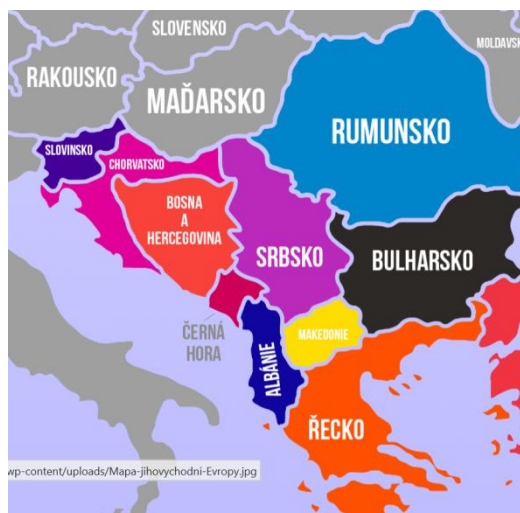 SLOVENSKO
MOLDAVSK
RAKOUSKO
MAĎARSKO
RUMUNSKO
SLOVINSKO
CHORVATSKO
BOSNA
A
HERCEGOVINA
SRBSKO
BULHARSKO
ČERNÁ
HORA
ALBÁNIE
MAKEDONIE
ŘECKO
wp-content/uploads/Mapa-jihovychodni-Evropy.jpg